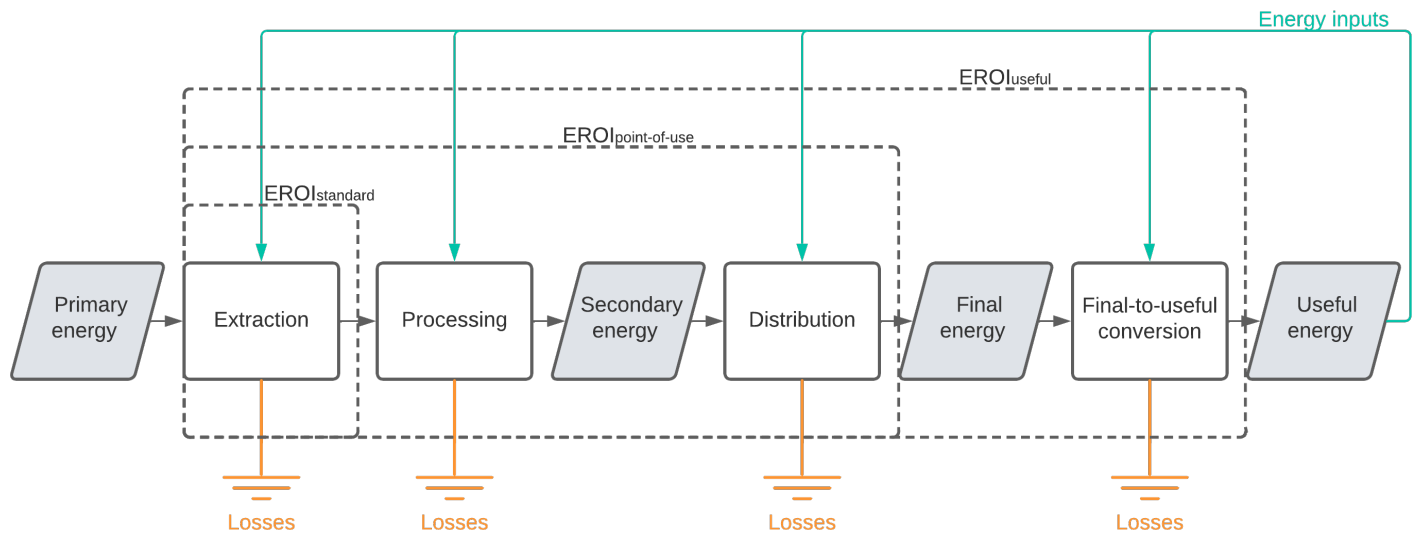 Energy inputs
EROIuseful
EROIpoint-of-use
EROIstandard
Primary
energy
Extraction
Processing
Secondary
energy
Distribution
Final
energy
Final-to-useful
conversion
Useful
energy
Losses
Losses
Losses
Losses